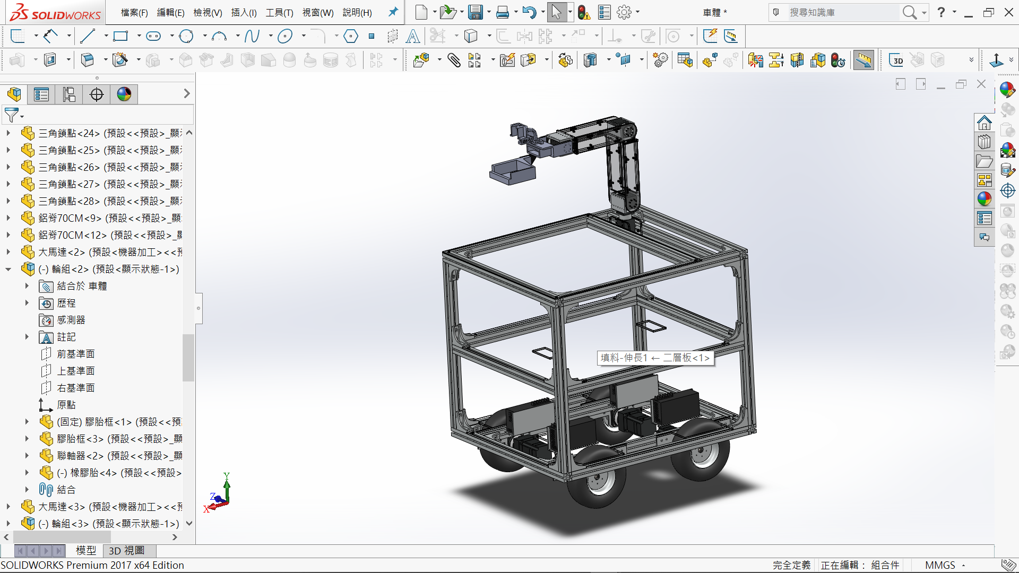 SOLIDWORKS
檔案(F)
編輯(E)
檢視(V)
插入(I)
工具(T)
視窗(W)
說明(H)
車體 *
搜尋知識庫
3D
三角鎖點<24> (預設<<預設>_顯
三角鎖點<25> (預設<<預設>_顯
三角鎖點<26> (預設<<預設>_顯
三角鎖點<27> (預設<<預設>_顯
三角鎖點<28> (預設<<預設>_顯
鋁脊70CM<9> (預設<<預設>_顯
鋁脊70CM<12> (預設<<預設>_顯
大馬達<2> (預設<機器加工><<預
(-) 輪組<2> (預設<顯示狀態-1>)
結合於 車體
歷程
感測器
註記
前基準面
上基準面
右基準面
原點
(固定) 膠胎框<1> (預設<<預
膠胎框<3> (預設<<預設>_顯
聯軸器<2> (預設<<預設>_顯
(-) 橡膠胎<4> (預設<<預設>
結合
大馬達<3> (預設<機器加工><<預
(-) 輪組<3> (預設<顯示狀態-1>)
填料-伸長1 ← 二層板<1>
Y
Z
X
模型
3D 視圖
SOLIDWORKS Premium 2017 x64 Edition
完全定義
正在編輯： 組合件
MMGS